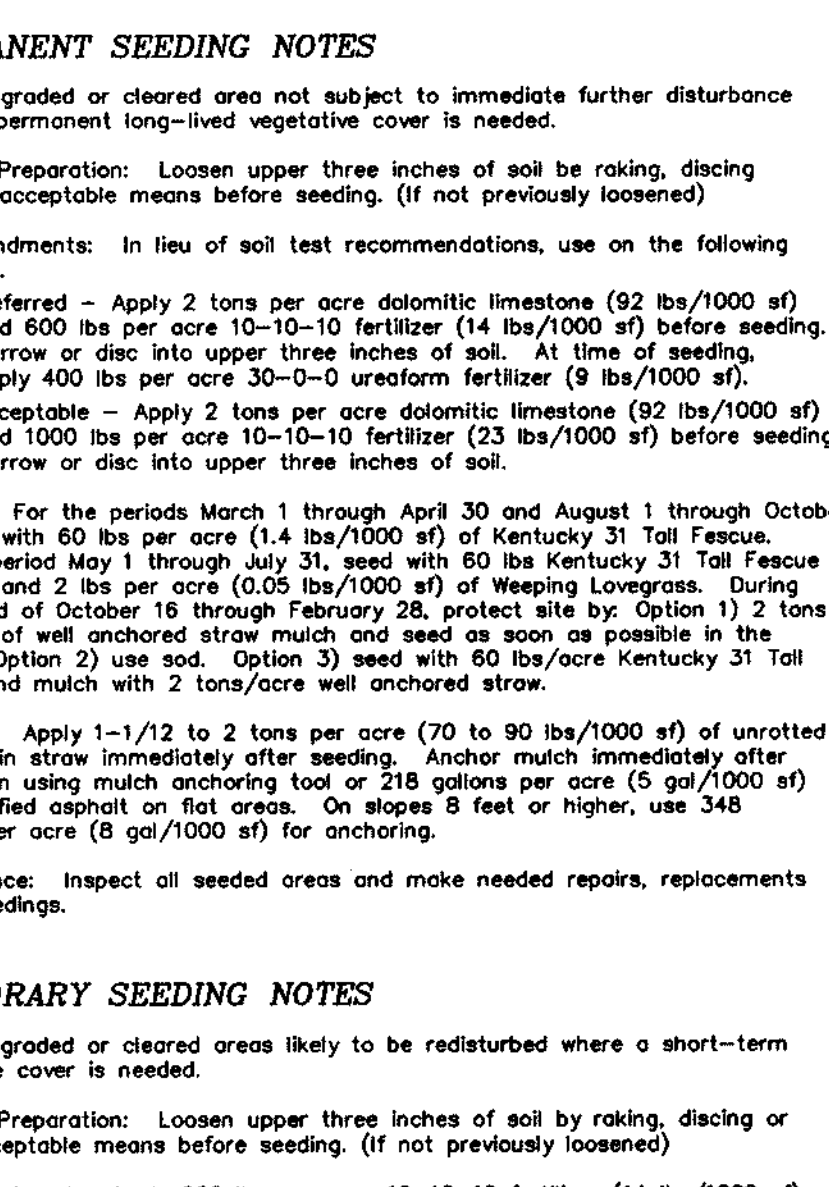 ANENT SEEDING NOTES
graded or cleared area not subject to immediate further disturbance
permanent long-lived vegetative cover is needed.
Preparation: Loosen upper three inches of soil be raking, discing
acceptable means before seeding. (If not previously loosened)
ndments: In lieu of soil test recommendations, use on the following
.
eferred - Apply 2 tons per acre dolomitic limestone (92 lbs/1000 sf)
d 600 lbs per acre 10-10-10 fertilizer (14 lbs/1000 sf) before seeding.
rrow or disc into upper three inches of soil. At time of seeding,
ply 400 lbs per acre 30-0-0 ureaform fertilizer (9 lbs/1000 sf).
ceptable - Apply 2 tons per acre dolomitic limestone (92 lbs/1000 sf)
d 1000 lbs per acre 10-10-10 fertilizer (23 lbs/1000 sf) before seeding
rrow or disc into upper three inches of soil.
For the periods March 1 through April 30 and August 1 through Octob
with 60 lbs per acre (1.4 lbs/1000 sf) of Kentucky 31 Tall Fescue.
period May 1 through July 31, seed with 60 lbs Kentucky 31 Tall Fescue
and 2 lbs per acre (0.05 lbs/1000 sf) of Weeping Lovegrass. During
d of October 16 through February 28, protect site by: Option 1) 2 tons
of well anchored straw mulch and seed as soon as possible in the
Option 2) use sod. Option 3) seed with 60 lbs/acre Kentucky 31 Tall
nd mulch with 2 tons/acre well anchored straw.
Apply 1-1/12 to 2 tons per acre (70 to 90 lbs/1000 sf) of unrotted
in straw immediately after seeding. Anchor mulch immediately after
n using mulch anchoring tool or 218 gallons per acre (5 gal/1000 sf)
fied asphalt on flat areas. On slopes 8 feet or higher, use 348
er acre (8 gal/1000 sf) for anchoring.
nce: Inspect all seeded areas and make needed repairs, replacements
edings.
RARY SEEDING NOTES
graded or cleared areas likely to be redisturbed where a short-term
e cover is needed.
Preparation: Loosen upper three inches of soil by raking, discing or
ceptable means before seeding. (If not previously loosened)